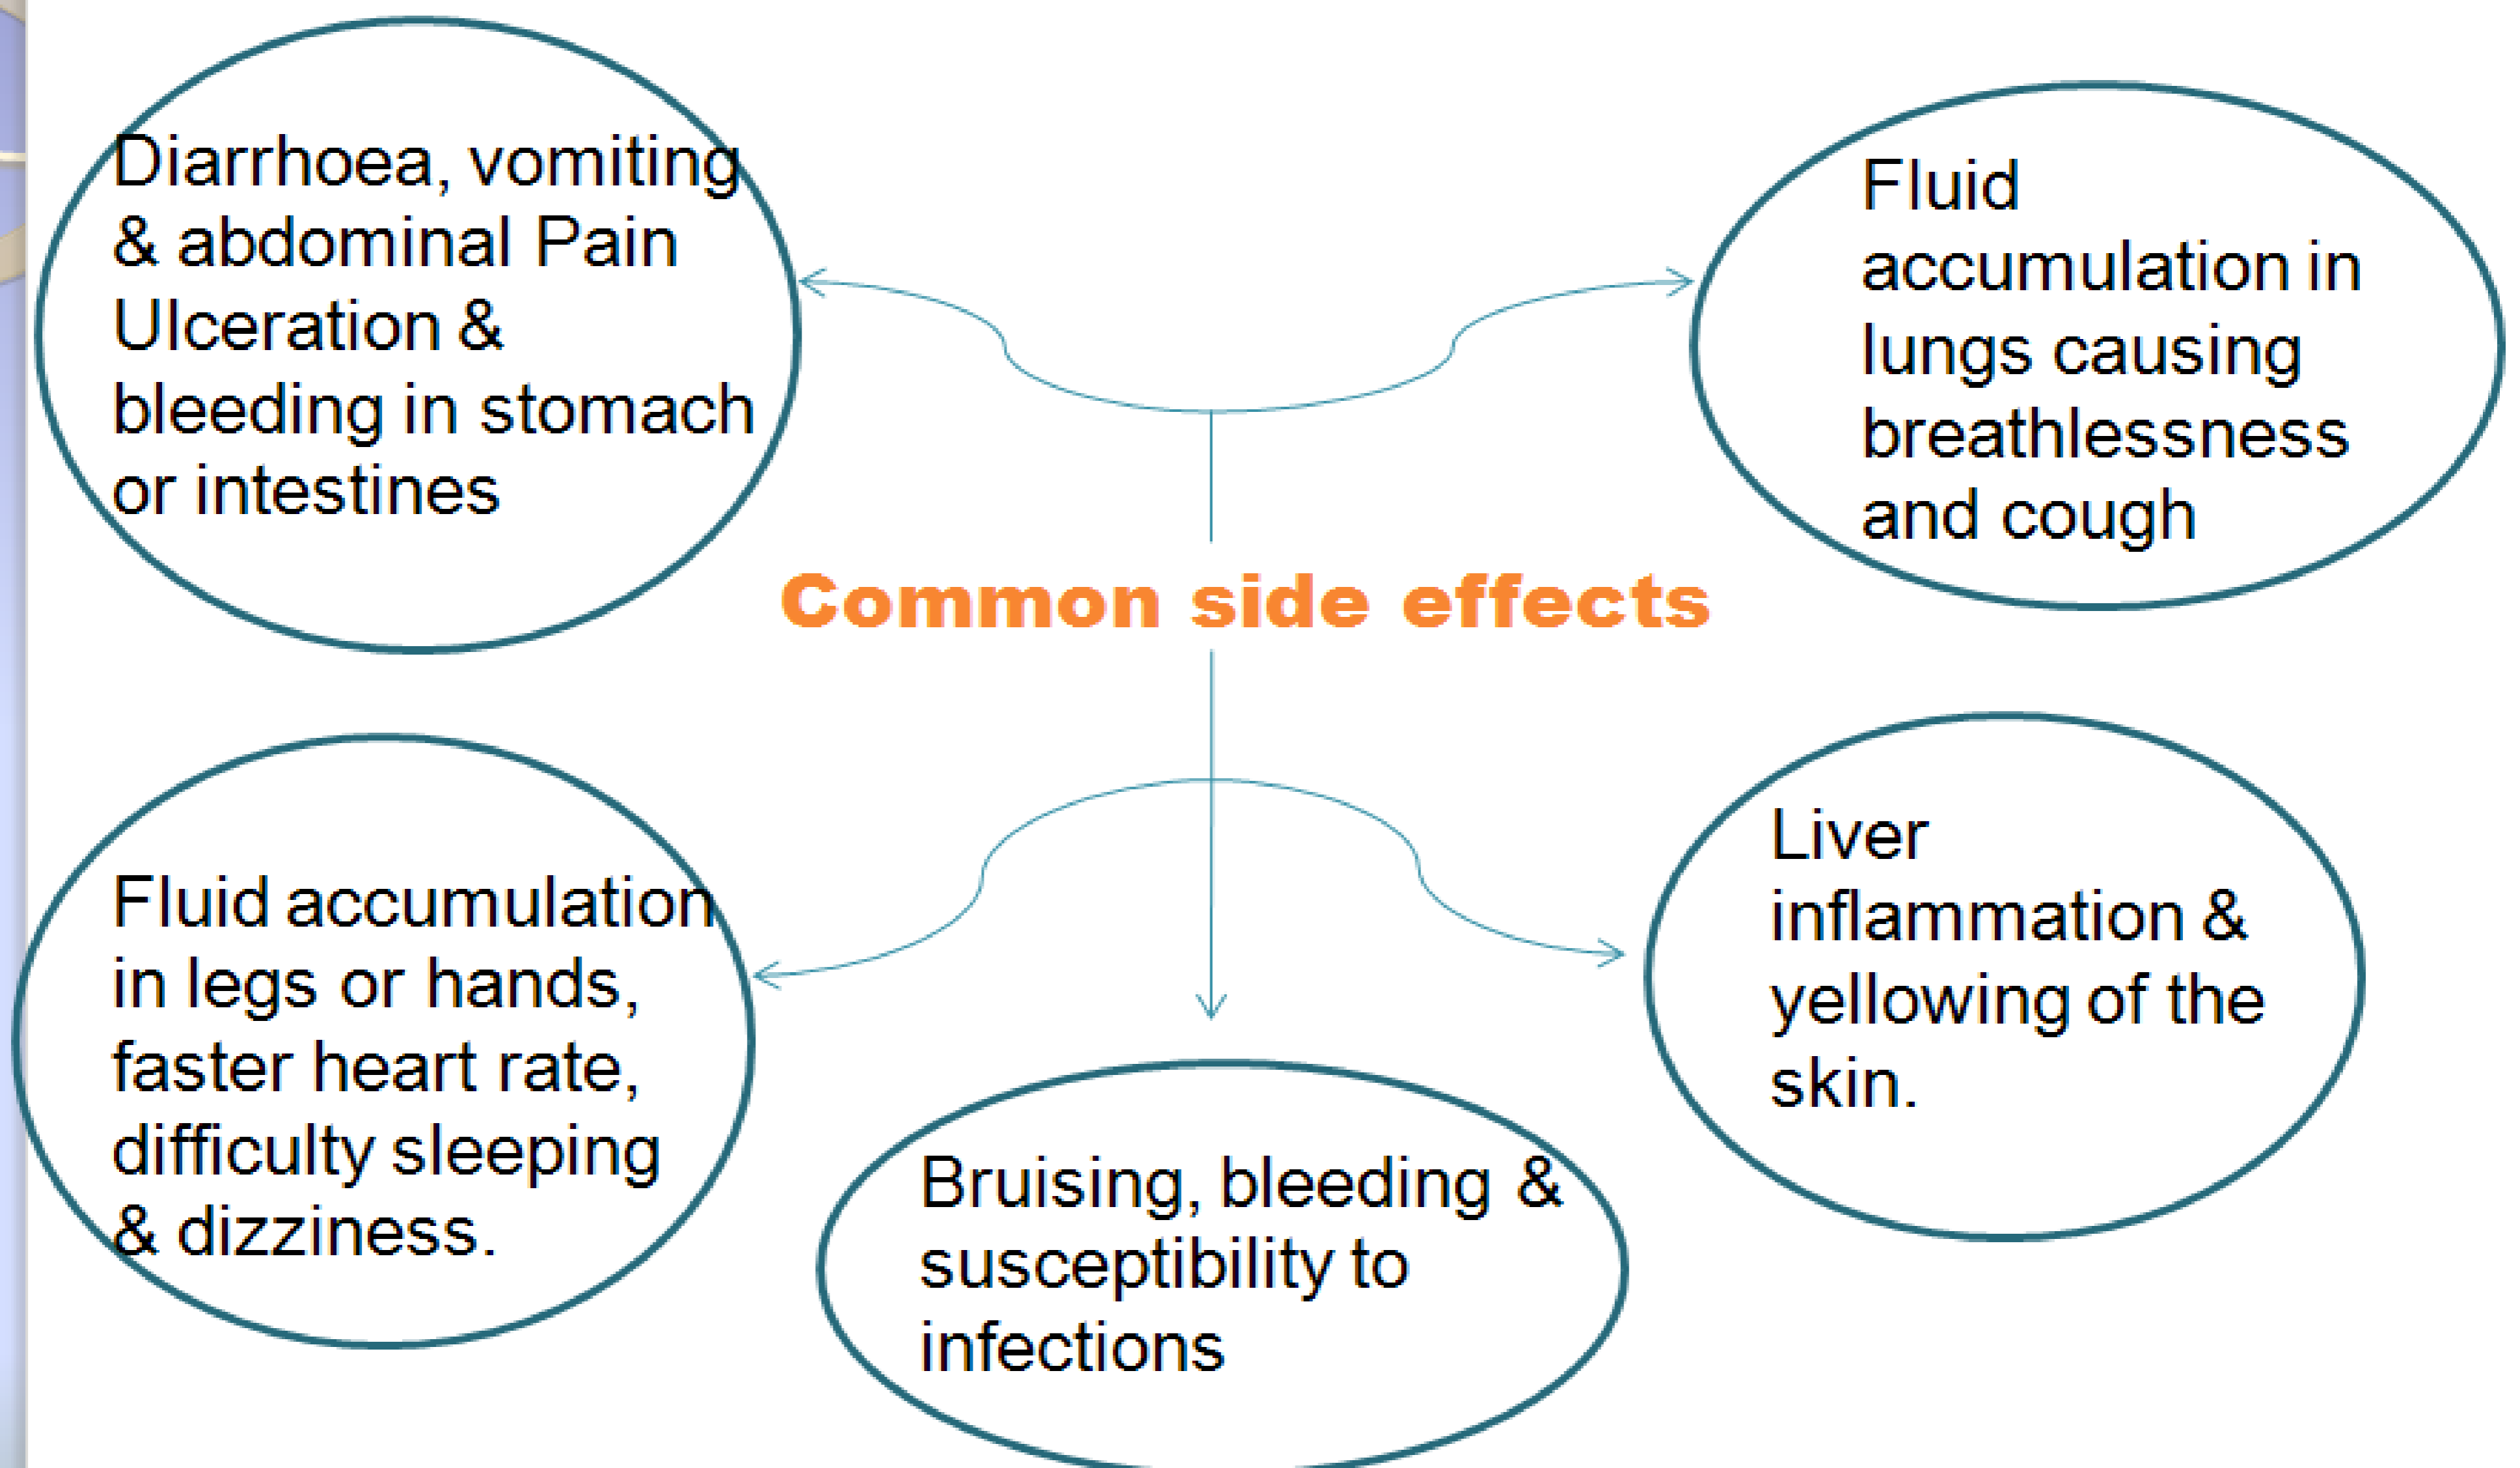 Diarrhoea, vomiting
& abdominal Pain
Ulceration &
bleeding in stomach
or intestines
Fluid
accumulation in
lungs causing
breathlessness
and cough
Common side effects
Fluid accumulation
in legs or hands,
faster heart rate,
difficulty sleeping
& dizziness.
Bruising, bleeding &
susceptibility to
infections
Liver
inflammation &
yellowing of the
skin.